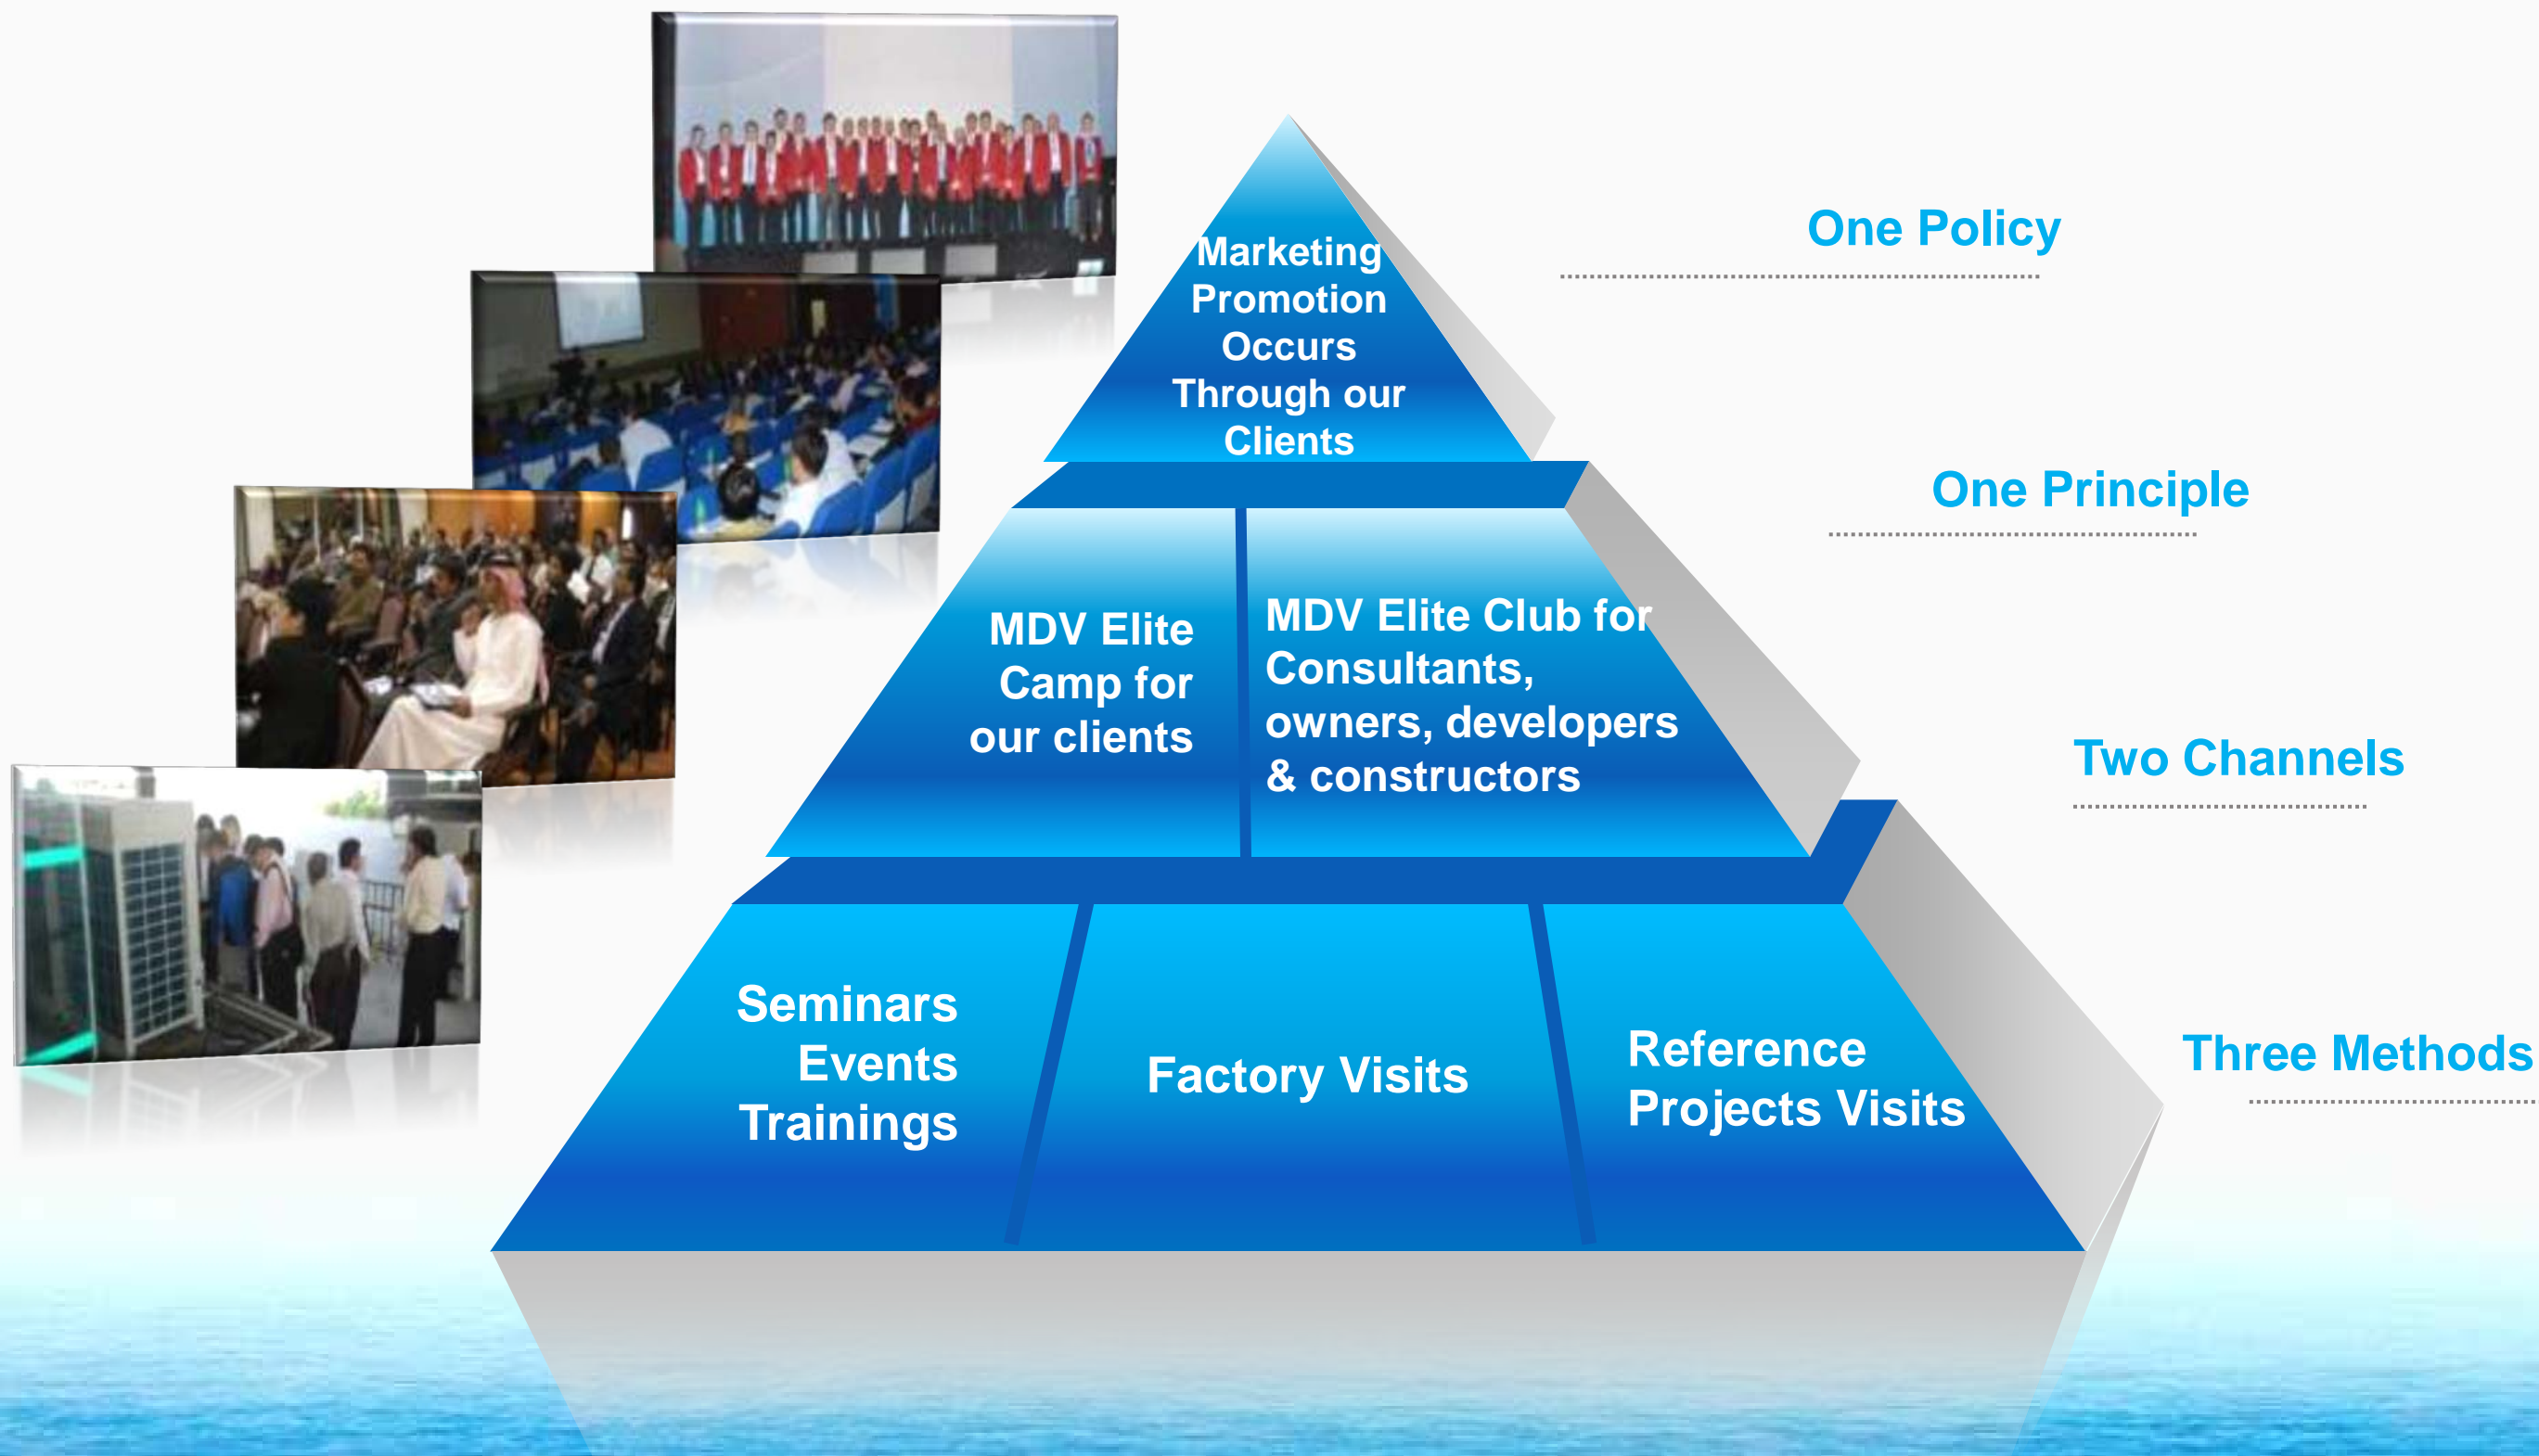 One Policy
Marketing
Promotion
Occurs
Through our
Clients
One Principle
MDV Elite
Camp for
our clients
MDV Elite Club for
Consultants,
owners, developers
& constructors
Two Channels
Seminars
Events
Trainings
Factory Visits
Reference
Projects Visits
Three Methods